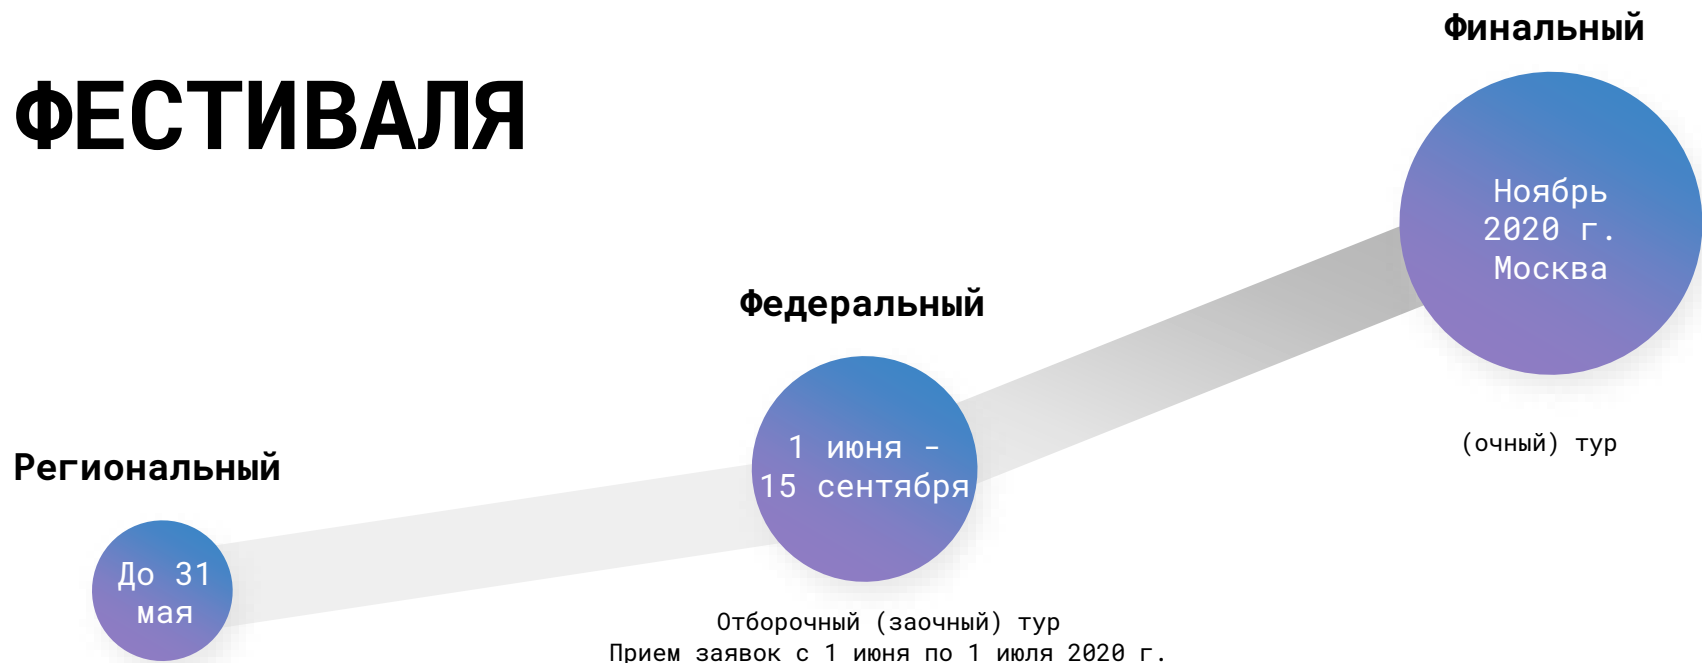 ФЕСТИВАЛЯ
Региональный
До 31
мая
Федеральный
1 июня -
15 сентября
Отборочный (заочный) тур
Прием заявок с 1 июня по 1 июля 2020 г.
Финальный
Ноябрь
2020 г.
Москва
(очный) тур